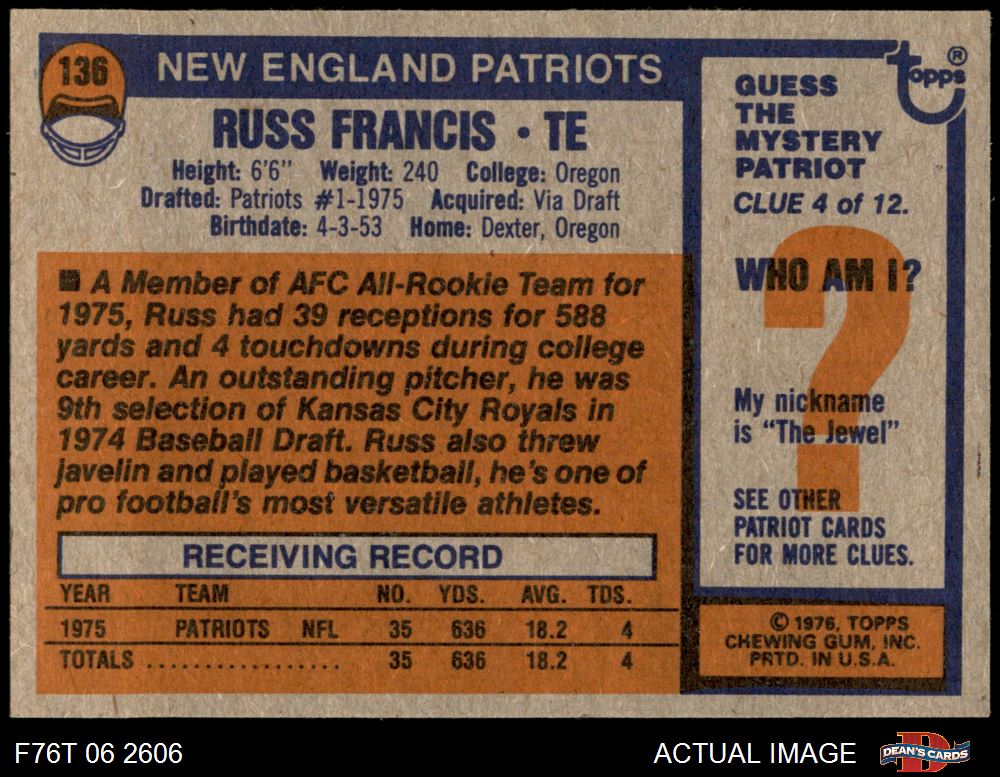 136
NEW ENGLAND PATRIOTS
RUSS FRANCIS • TE
Height: 6'6" Weight: 240 College: Oregon
Drafted: Patriots #1-1975 Acquired: Via Draft
Birthdate: 4-3-53 Home: Dexter, Oregon
■ A Member of AFC All-Rookie Team for
1975, Russ had 39 receptions for 588
yards and 4 touchdowns during college
career. An outstanding pitcher, he was
9th selection of Kansas City Royals in
1974 Baseball Draft. Russ also threw
javelin and played basketball, he's one of
pro football's most versatile athletes.
RECEIVING RECORD
YEAR TEAM NO. YDS. AVG. TDS.
1975 PATRIOTS NFL 35 636 18.2 4
TOTALS .................. 35 636 18.2 4
topps ®
GUESS
THE
MYSTERY
PATRIOT
CLUE 4 of 12.
?
WHO AM I?
My nickname
is "The Jewel"
SEE OTHER
PATRIOT CARDS
FOR MORE CLUES.
© 1976, TOPPS
CHEWING GUM, INC.
PRTD. IN U.S.A.
F76T 06 2606
ACTUAL IMAGE
D
DEAN'S CARDS